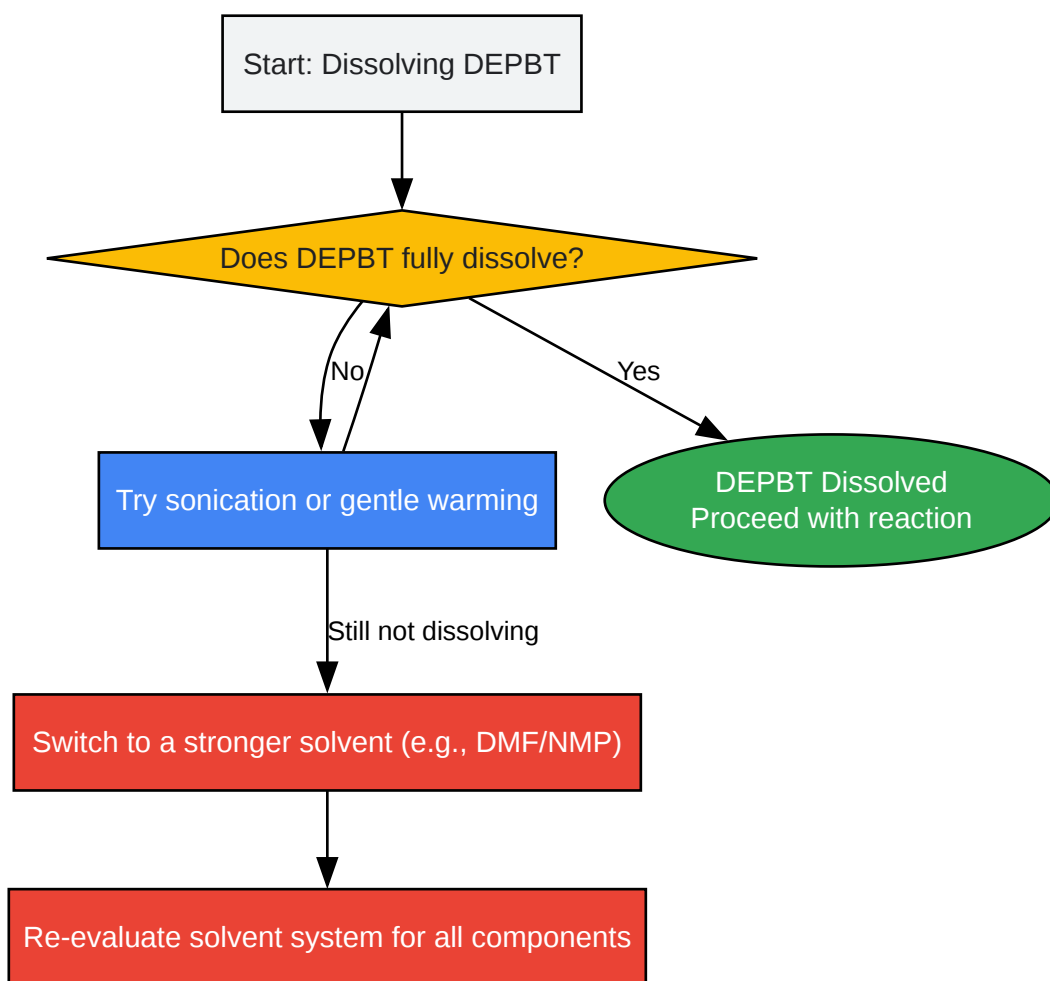 Start: Dissolving DEPBT
Does DEPBT fully dissolve?
No
Yes
Try sonication or gentle warming
DEPBT Dissolved
Proceed with reaction
Still not dissolving
Switch to a stronger solvent (e.g., DMF/NMP)
Re-evaluate solvent system for all components